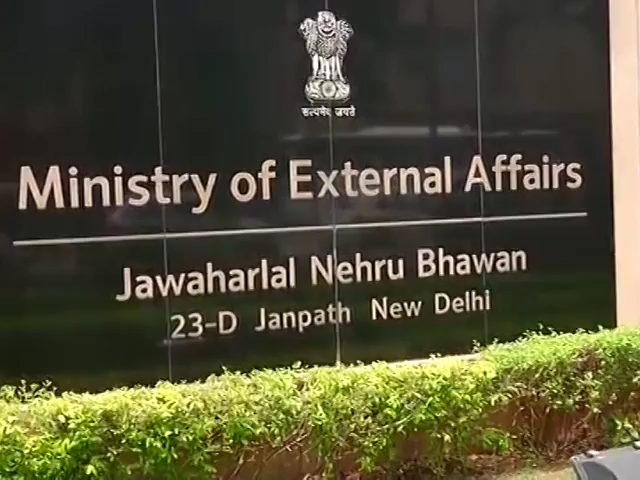 सत्यमेव जयते
Ministry of External Affairs
Jawaharlal Nehru Bhawan
23-D Janpath New Delhi